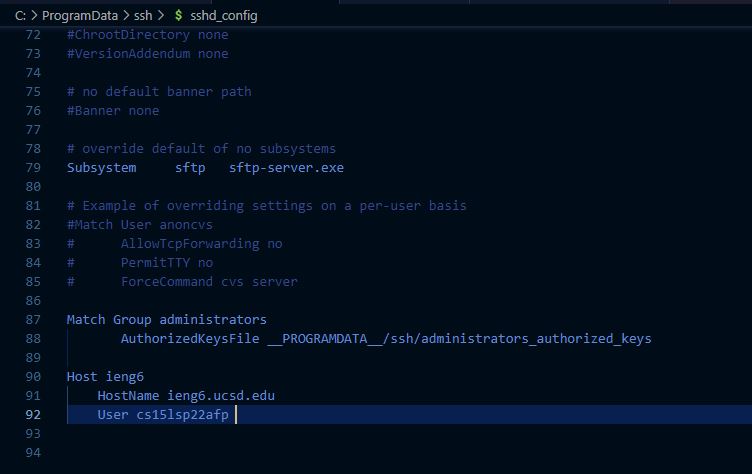 C: > ProgramData > ssh > $ sshd_config
72 #ChrootDirectory none
73 #VersionAddendum none
74
75 # no default banner path
76 #Banner none
77
78 # override default of no subsystems
79 Subsystem sftp sftp-server.exe
80
81 # Example of overriding settings on a per-user basis
82 #Match User anoncvs
83 # AllowTcpForwarding no
84 # PermitTTY no
85 # ForceCommand cvs server
86
87 Match Group administrators
88 AuthorizedKeysFile __PROGRAMDATA__/ssh/administrators_authorized_keys
89
90 Host ieng6
91 HostName ieng6.ucsd.edu
92 User cs15lsp22afp
93
94